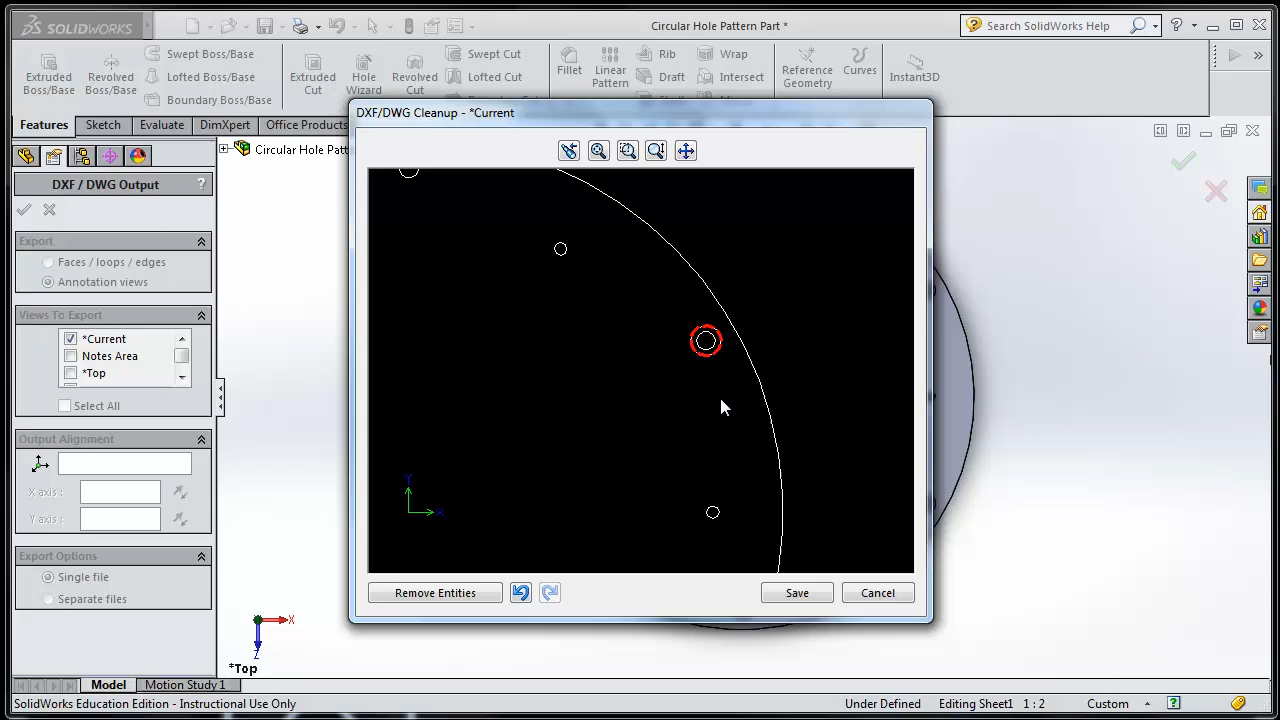 SOLIDWORKS
Circular Hole Pattern Part *
Search SolidWorks Help
Extruded Boss/Base
Revolved Boss/Base
Swept Boss/Base
Lofted Boss/Base
Boundary Boss/Base
Extruded Cut
Hole Wizard
Revolved Cut
Swept Cut
Lofted Cut
Fillet
Linear Pattern
Rib
Draft
Wrap
Intersect
Reference Geometry
Curves
Instant3D
Features
Sketch
Evaluate
DimXpert
Office Products
DXF/DWG Cleanup - *Current
Circular Hole Patt
DXF / DWG Output
?
Export
Faces / loops / edges
Annotation views
Views To Export
*Current
Notes Area
*Top
Select All
Output Alignment
X axis :
Y axis :
Export Options
Single file
Separate files
Y
X
Remove Entities
Save
Cancel
X
Z
*Top
Model
Motion Study 1
SolidWorks Education Edition - Instructional Use Only
Under Defined
Editing Sheet1
1 : 2
Custom